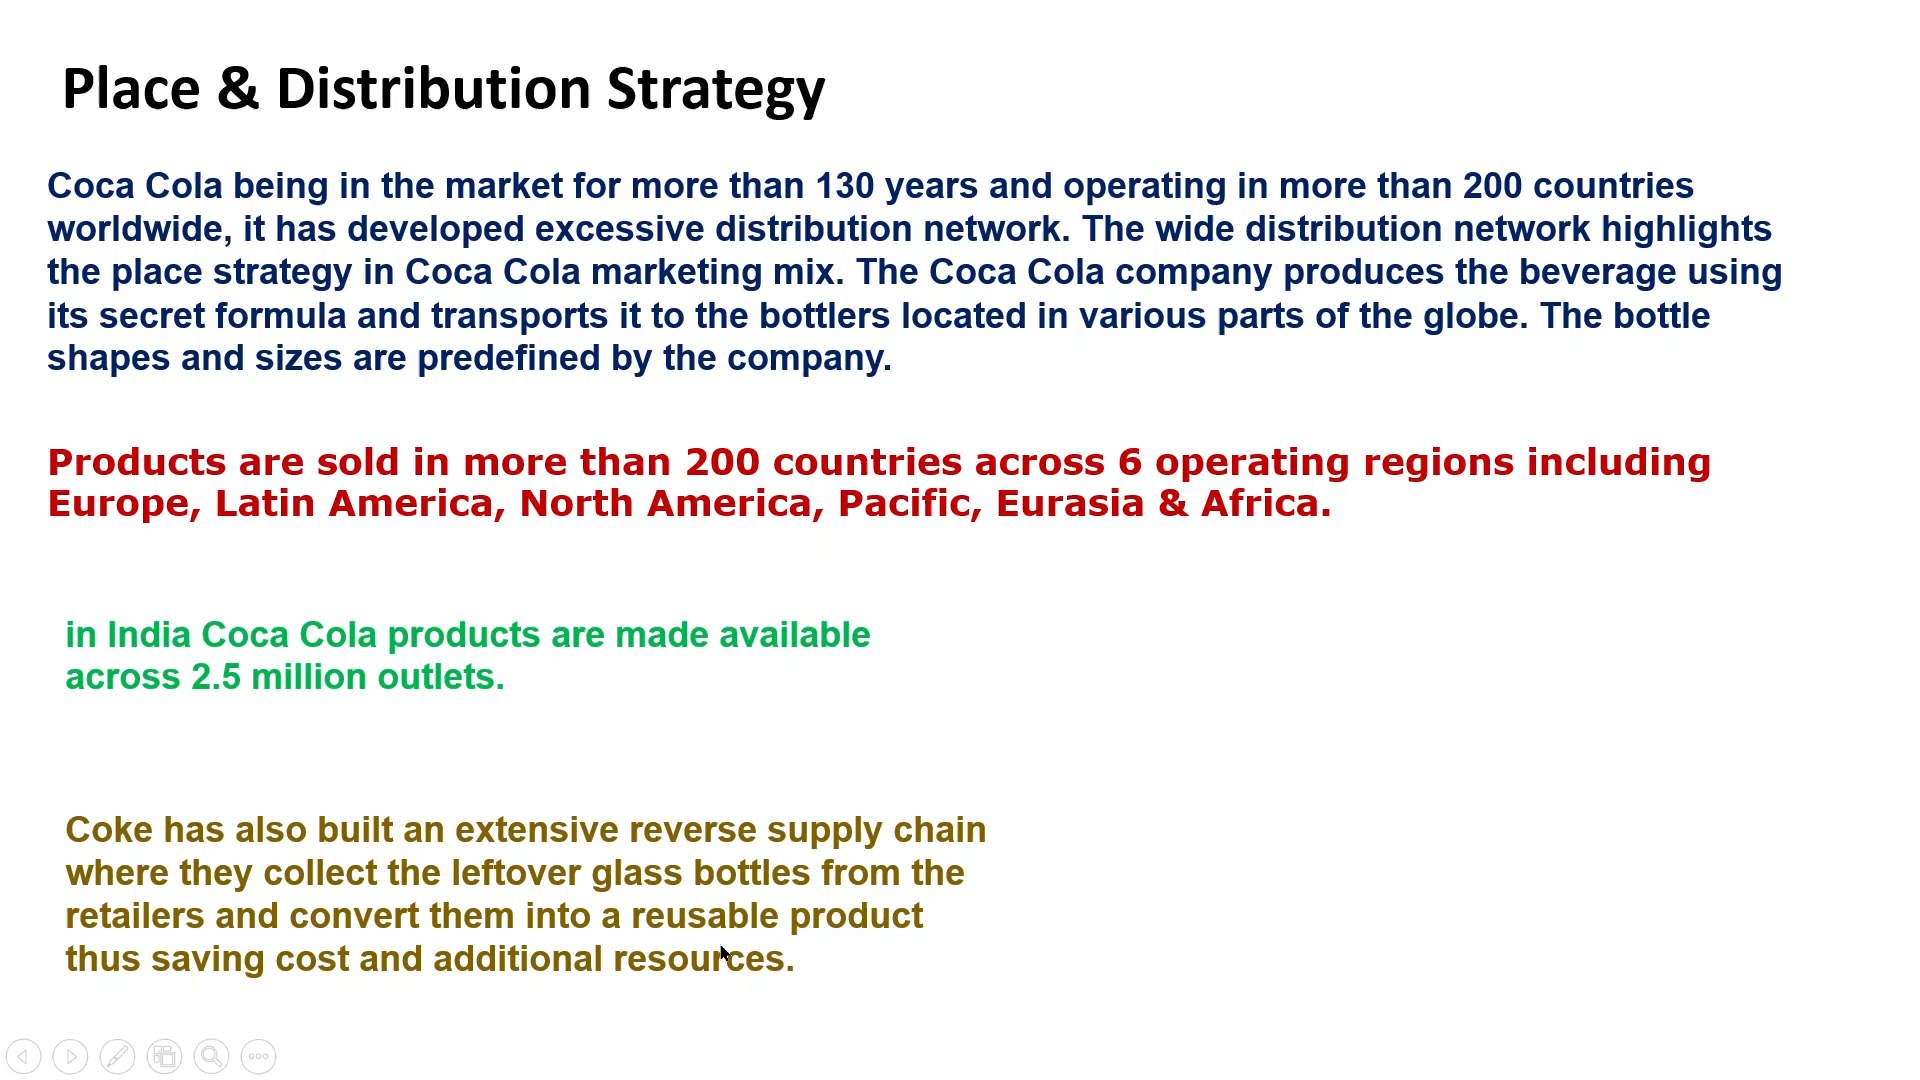 Place & Distribution Strategy
Coca Cola being in the market for more than 130 years and operating in more than 200 countries
worldwide, it has developed excessive distribution network. The wide distribution network highlights
the place strategy in Coca Cola marketing mix. The Coca Cola company produces the beverage using
its secret formula and transports it to the bottlers located in various parts of the globe. The bottle
shapes and sizes are predefined by the company.
Products are sold in more than 200 countries across 6 operating regions including
Europe, Latin America, North America, Pacific, Eurasia & Africa.
in India Coca Cola products are made available
across 2.5 million outlets.
Coke has also built an extensive reverse supply chain
where they collect the leftover glass bottles from the
retailers and convert them into a reusable product
thus saving cost and additional resources.